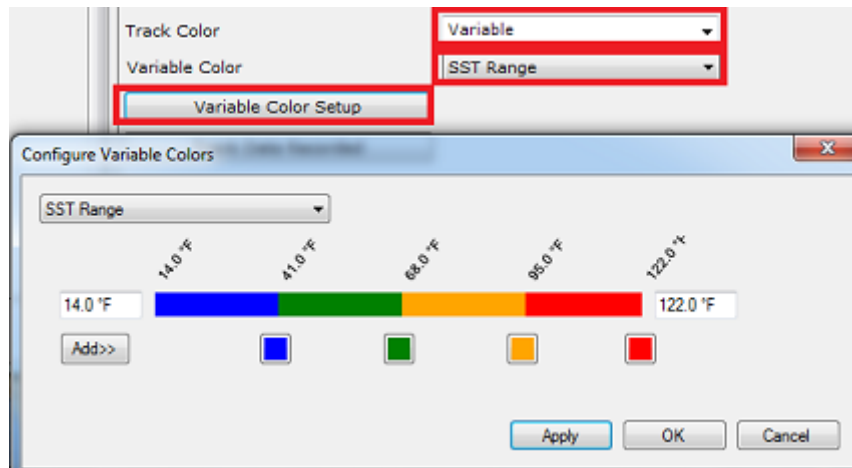 Track Color Variable
Variable Color SST Range
Variable Color Setup
Configure Variable Colors
SST Range
14.0 °F 41.0 °F 68.0 °F 95.0 °F 122.0 °F
14.0 °F 122.0 °F
Add>>
Apply OK Cancel